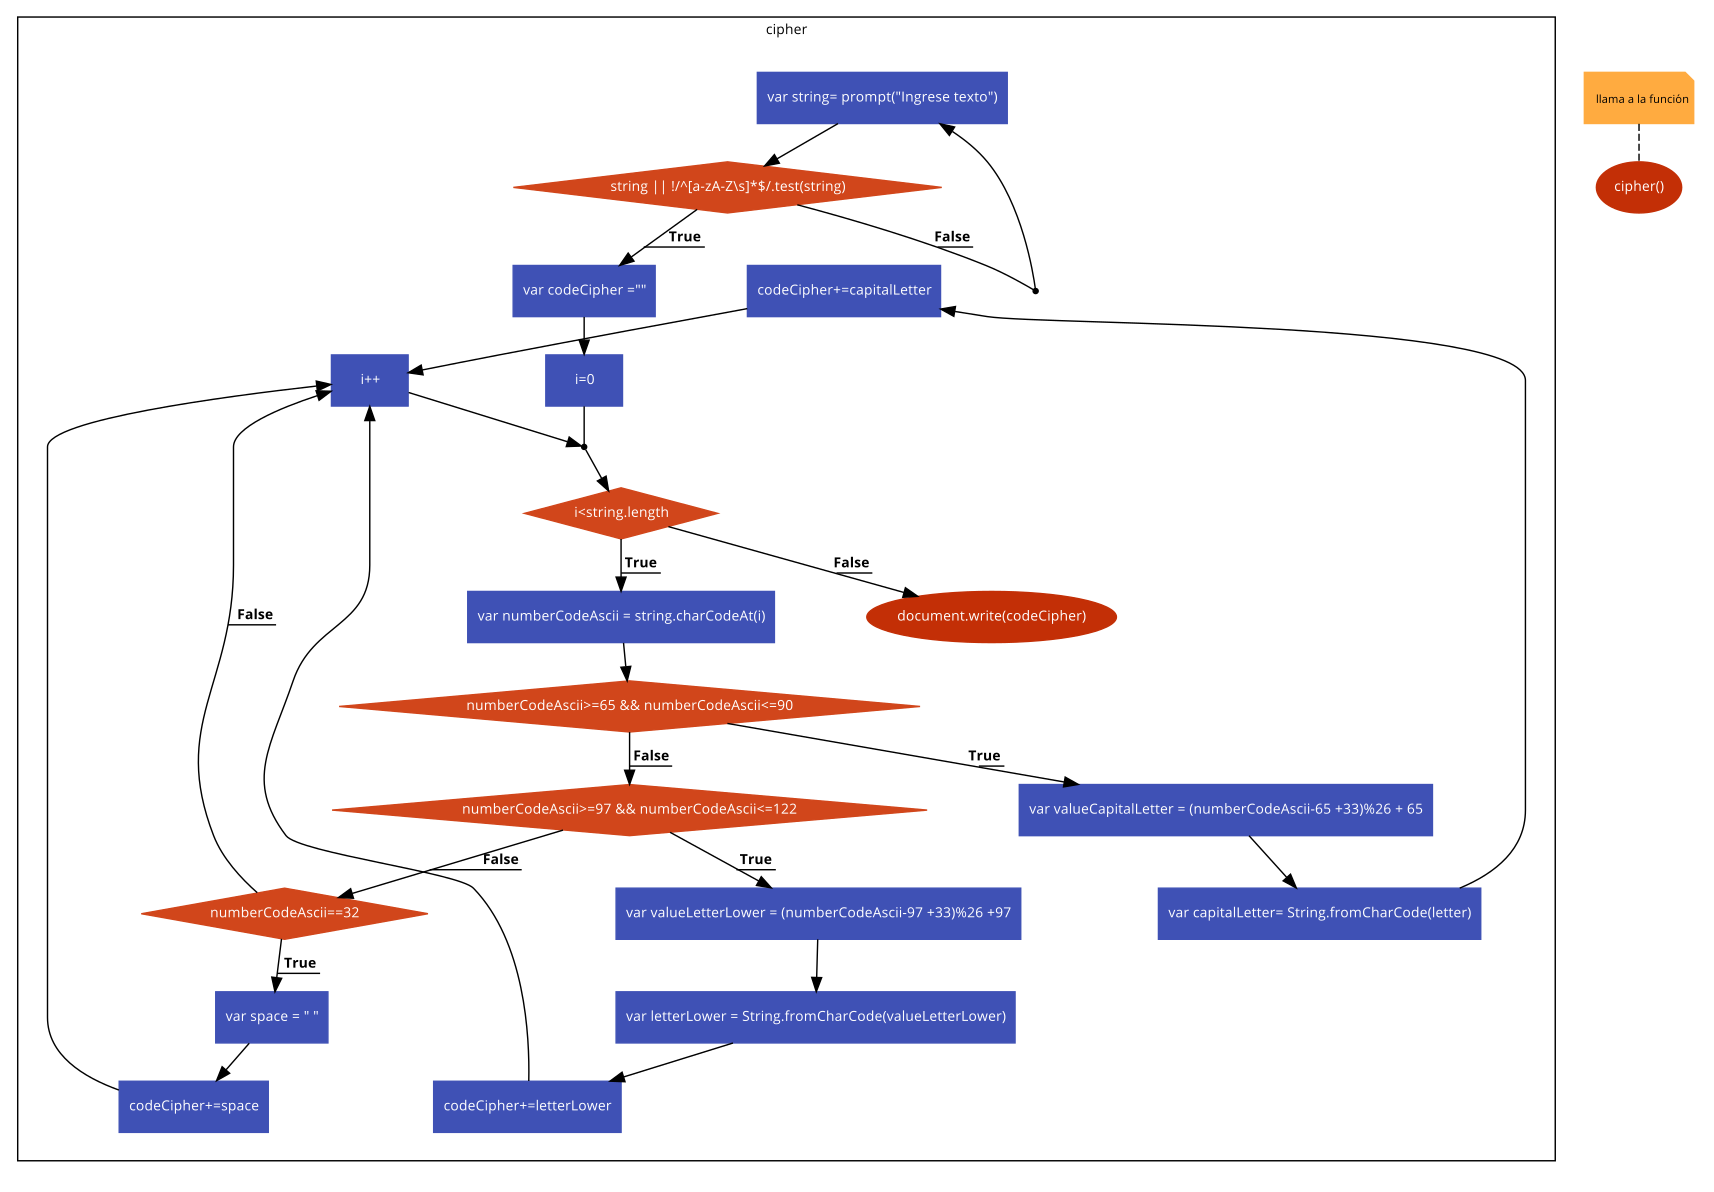 cipher
var string= prompt("Ingrese texto")
llama a la función
string || !/^[a-zA-Z\s]*$/.test(string)
cipher()
True
False
var codeCipher =""
codeCipher+=capitalLetter
i++
i=0
i<string.length
True
False
False
var numberCodeAscii = string.charCodeAt(i)
document.write(codeCipher)
numberCodeAscii>=65 && numberCodeAscii<=90
False
True
numberCodeAscii>=97 && numberCodeAscii<=122
var valueCapitalLetter = (numberCodeAscii-65 +33)%26 + 65
False
True
numberCodeAscii==32
var valueLetterLower = (numberCodeAscii-97 +33)%26 +97
var capitalLetter= String.fromCharCode(letter)
True
var space = " "
var letterLower = String.fromCharCode(valueLetterLower)
codeCipher+=space
codeCipher+=letterLower